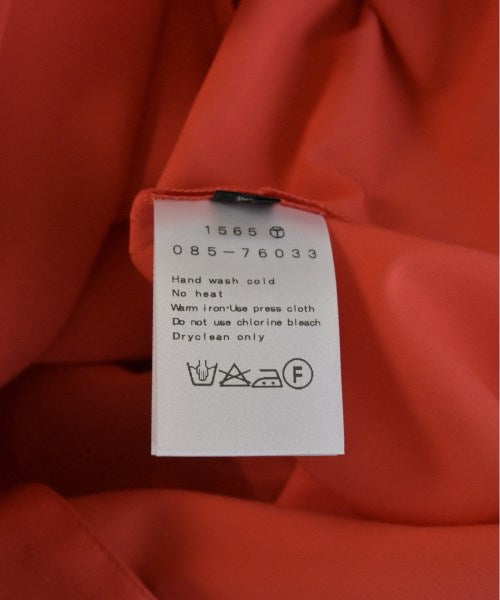 1565 Ⓣ
085-76033
Hand wash cold
No heat
Warm iron·Use press cloth
Do not use chlorine bleach
Dryclean only
Ⓕ